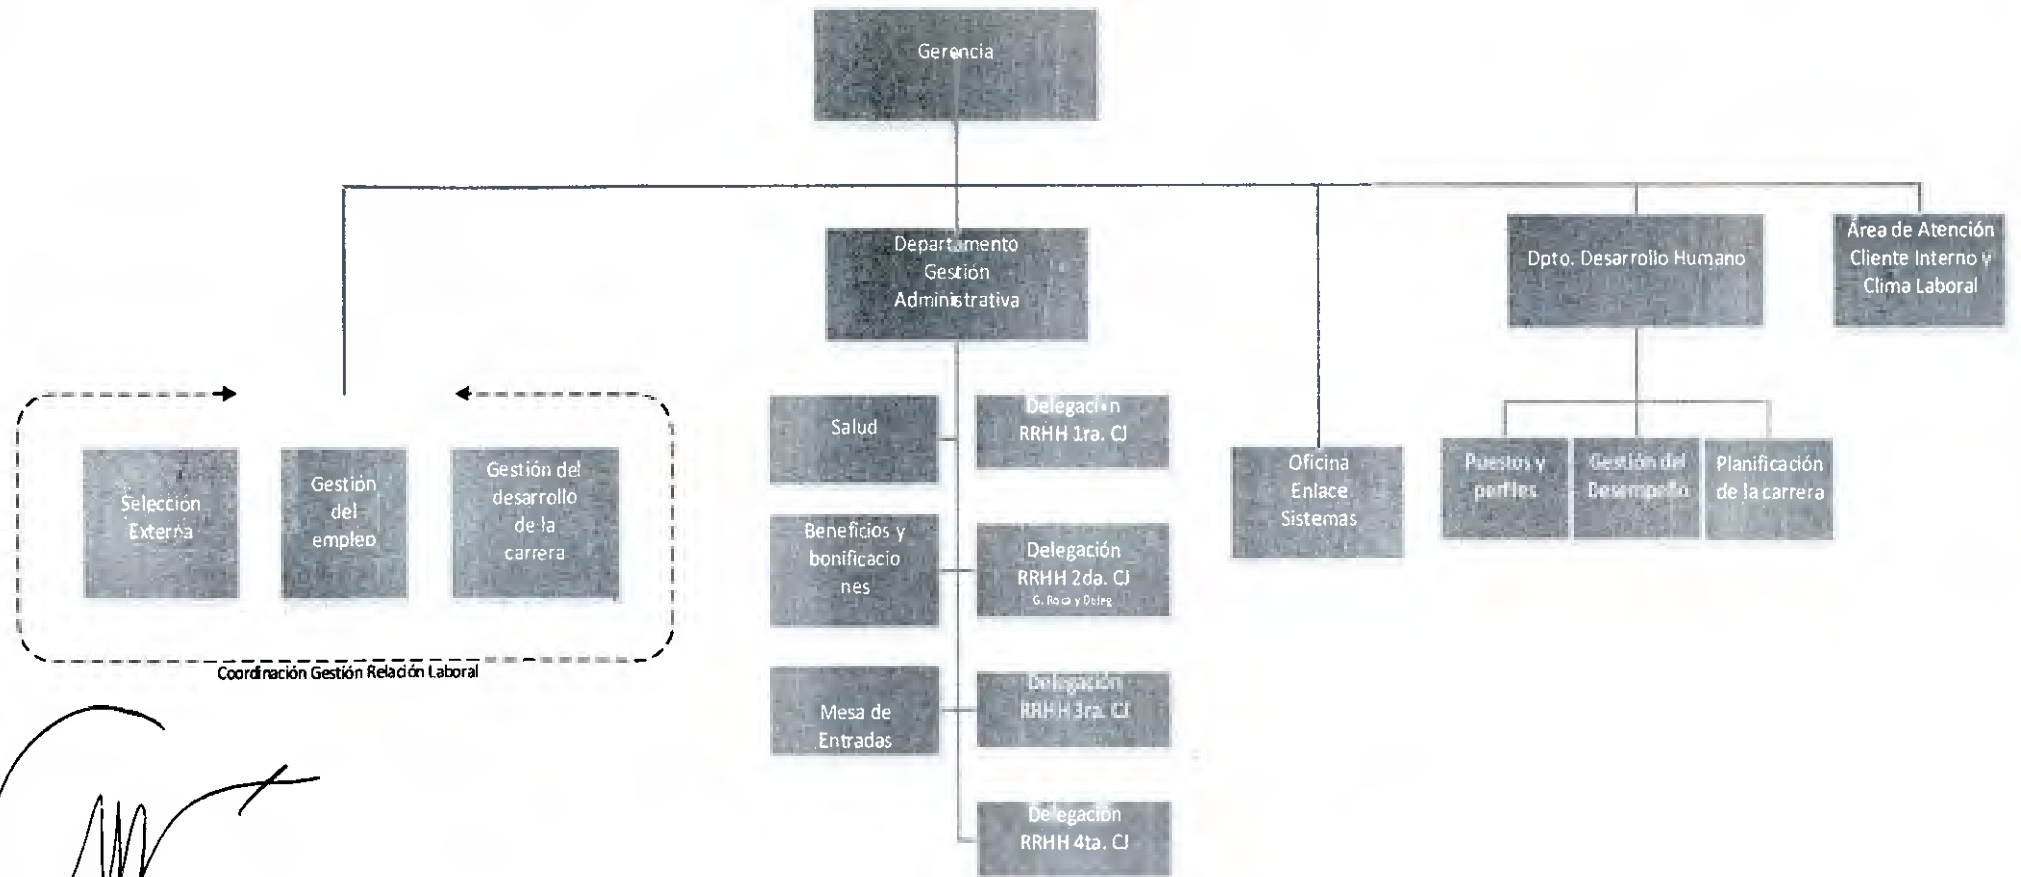 Gerencia
Departamento
Gestión
Administrativa
Dpto. Desarrollo Humano
Área de Atención
Cliente Interno y
Clima Laboral
Selección
Externa
Gestión
del
empleo
Gestión del
desarrollo
de la
carrera
Coordinación Gestión Relación Laboral
Salud
Delegación
RRHH 1ra. CJ
Beneficios y
bonificacio
nes
Delegación
RRHH 2da. CJ
G. Roca y Deleg
Mesa de
Entradas
Delegación
RRHH 3ra. CJ
Delegación
RRHH 4ta. CJ
Oficina
Enlace
Sistemas
Puestos y
perfiles
Gestión del
Desempeño
Planificación
de la carrera